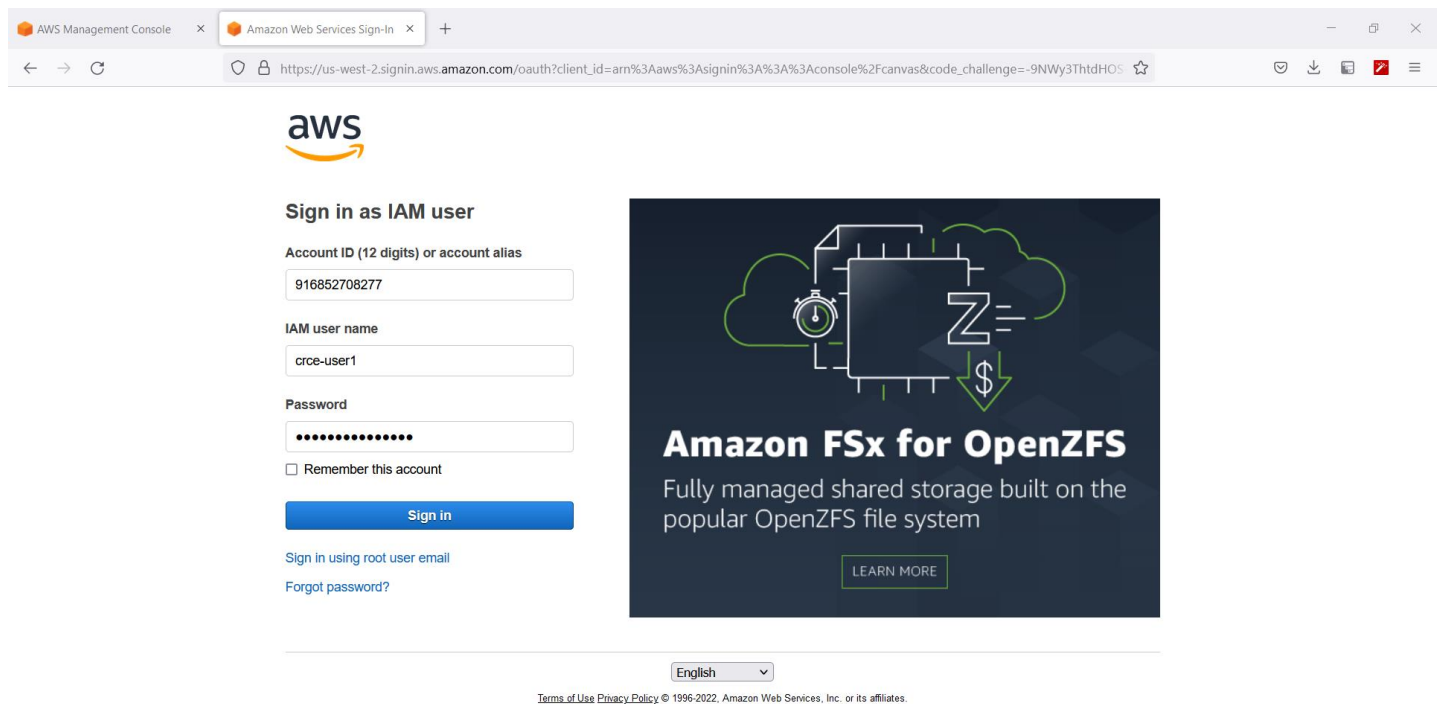 AWS Management Console
Amazon Web Services Sign-In
https://us-west-2.signin.aws.amazon.com/oauth?client_id=arn%3Aaws%3Asignin%3A%3A%3Aconsole%2Fcanvas&code_challenge=-9NWy3ThtdHOS
aws
Sign in as IAM user
Account ID (12 digits) or account alias
916852708277
IAM user name
crce-user1
Password
•••••••••••••••
Remember this account
Sign in
Sign in using root user email
Forgot password?
Z
$
Amazon FSx for OpenZFS
Fully managed shared storage built on the
popular OpenZFS file system
LEARN MORE
English
Terms of Use Privacy Policy © 1996-2022, Amazon Web Services, Inc. or its affiliates.